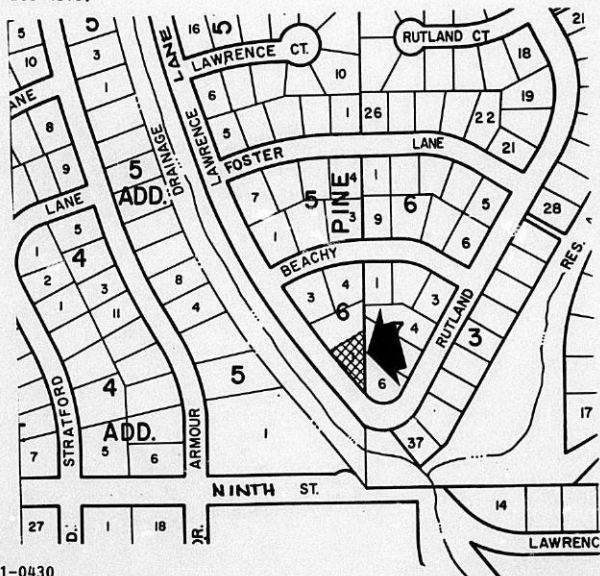 5
5
16
5
21
10
3
LAWRENCE CT.
RUTLAND CT
18
LANE
10
1
ANE
6
19
1
26
22
8
5
DRAINAGE
LAWRENCE
FOSTER
LANE
21
9
5
ADD.
7
5
PINE
4
1
6
5
28
LANE
1
3
9
6
5
1
4
BEACHY
RES.
2
3
8
3
4
1
3
1
11
4
6
4
RUTLAND
3
6
5
4
STRATFORD
ADD.
ARMOUR
1
37
17
7
5
6
NINTH ST.
14
27
D.
1
18
DR.
LAWRENC
1-0430